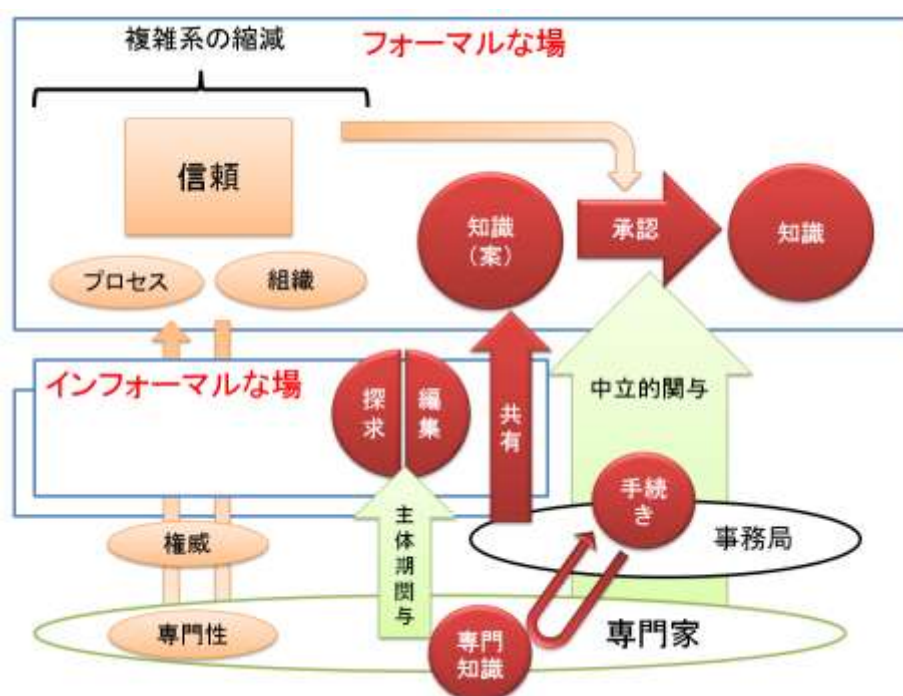 複雑系の縮減
フォーマルな場
信頼
知識
（案）
承認
知識
プロセス
組織
インフォーマルな場
探求
編集
共有
中立的関与
主体期関与
手続
き
事務局
権威
専門性
専門
知識
専門家